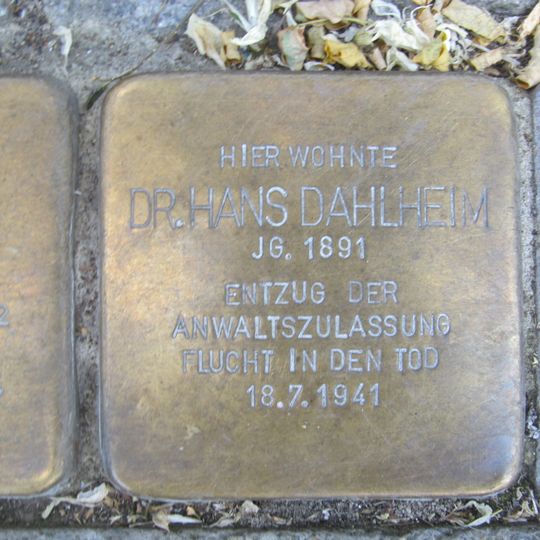 HIER WOHNTE
DR. HANS DAHLHEIM
JG. 1891
ENTZUG DER
ANWALTSZULASSUNG
FLUCHT IN DEN TOD
18.7.1941